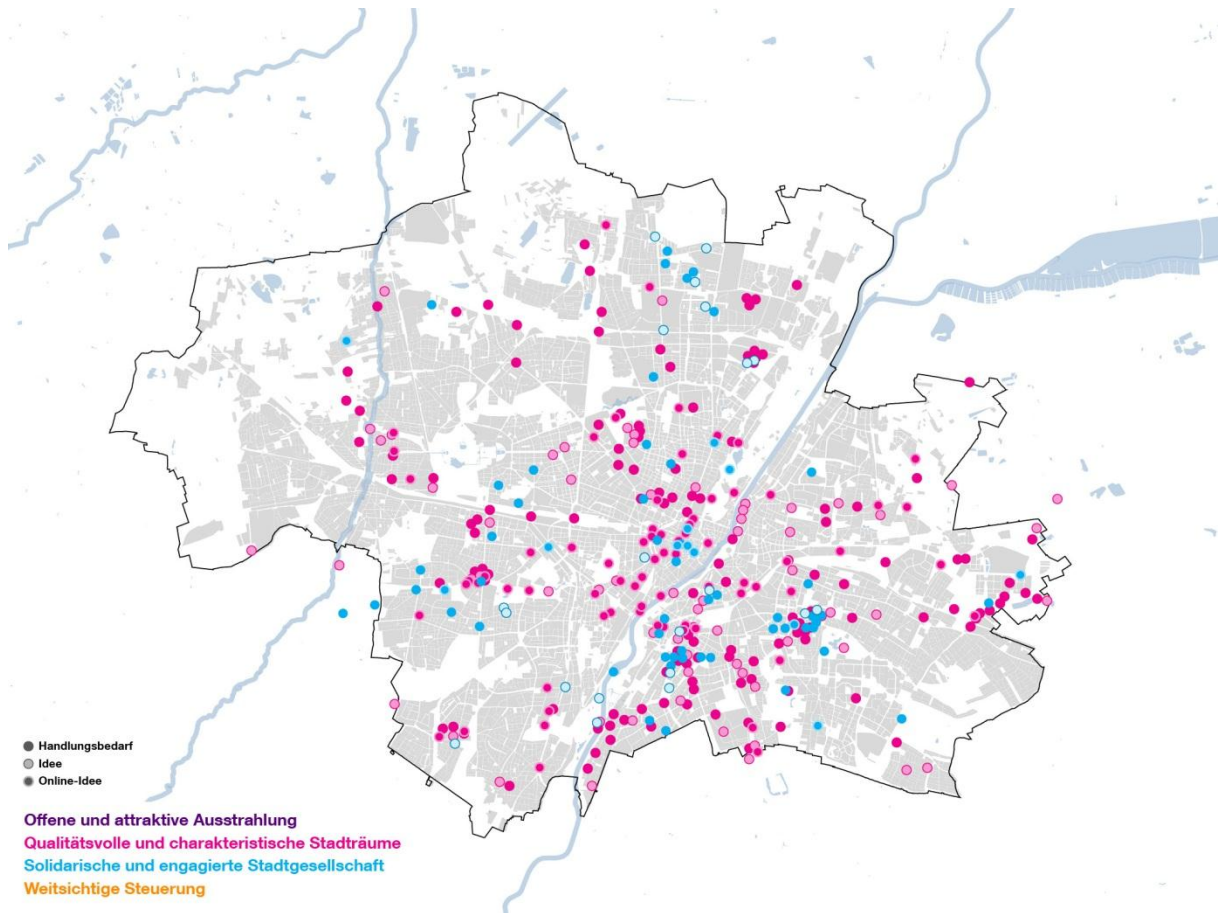 Handlungsbedarf
Idee
Online-Idee
Offene und attraktive Ausstrahlung
Qualitätsvolle und charakteristische Stadträume
Solidarische und engagierte Stadtgesellschaft
Weitsichtige Steuerung